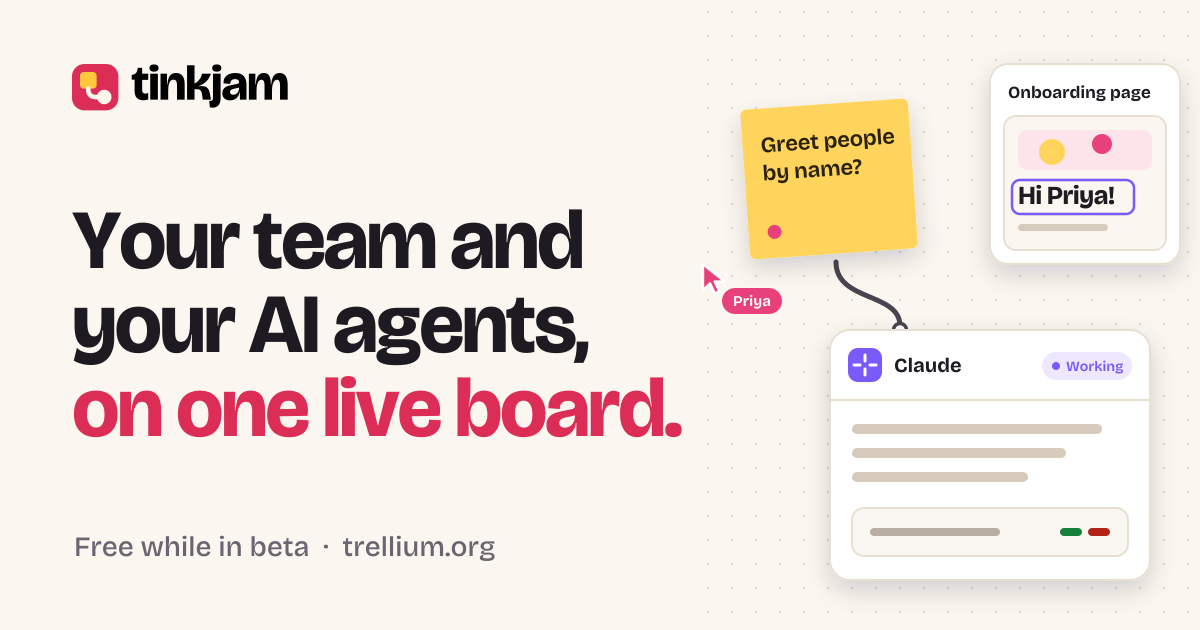 tinkjam
Your team and
your AI agents,
on one live board.
Free while in beta · trellium.org
Greet people
by name?
Priya
Onboarding page
Hi Priya!
Claude
Working